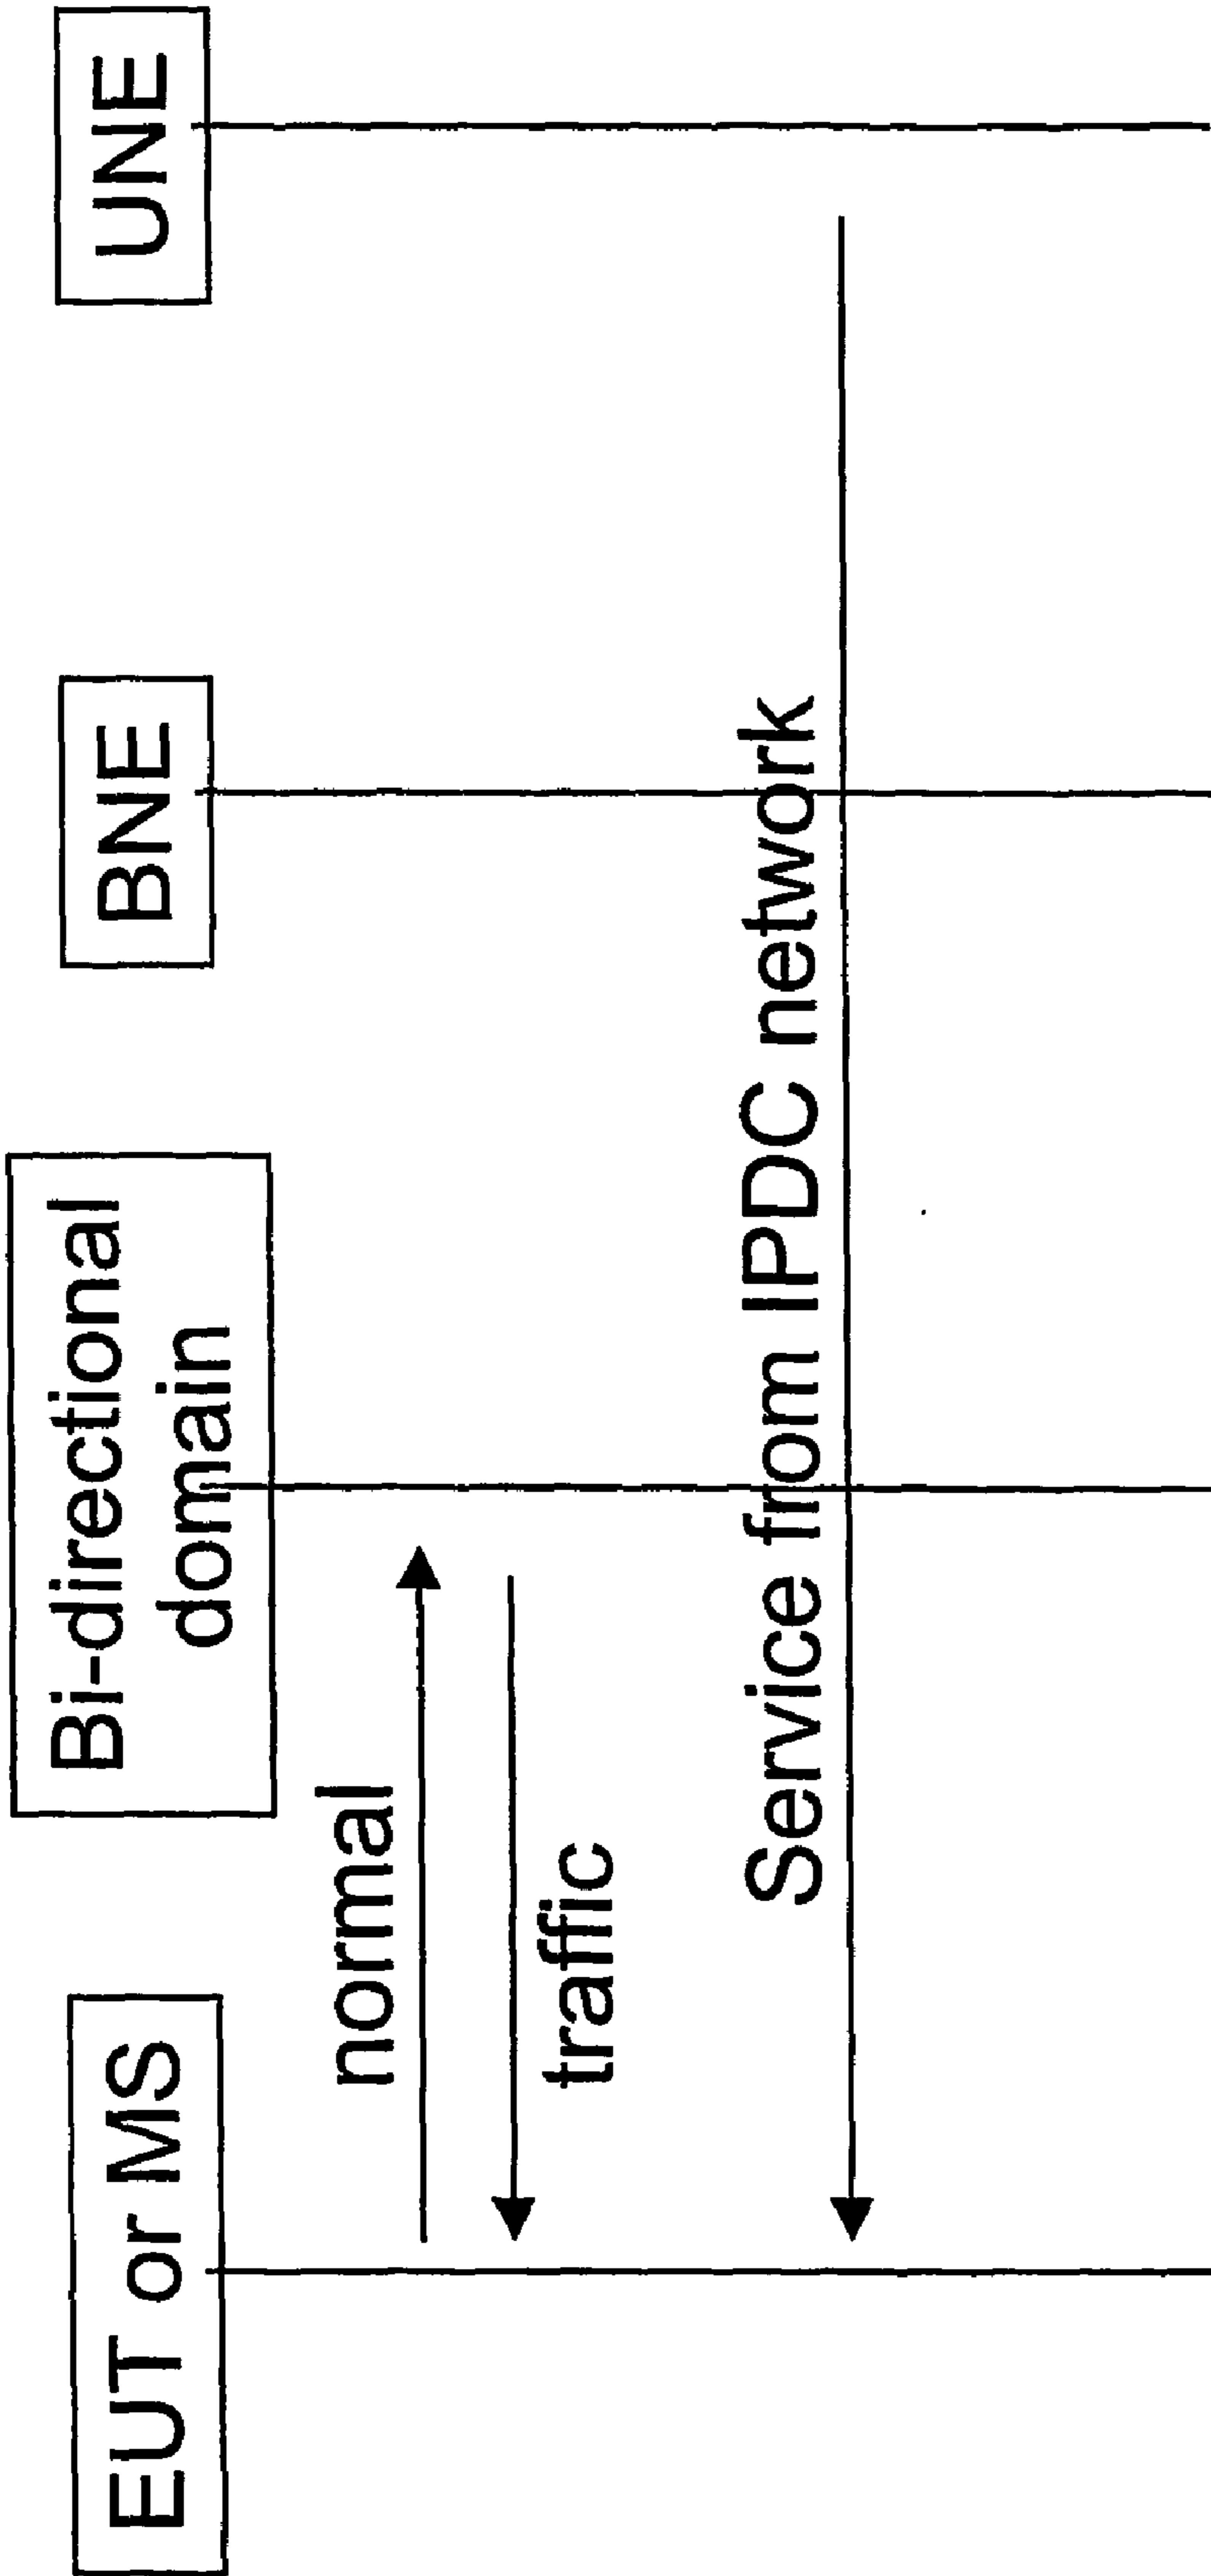 EUT or MS
Bi-directional
domain
BNE
UNE
normal
traffic
Service from IPDC network